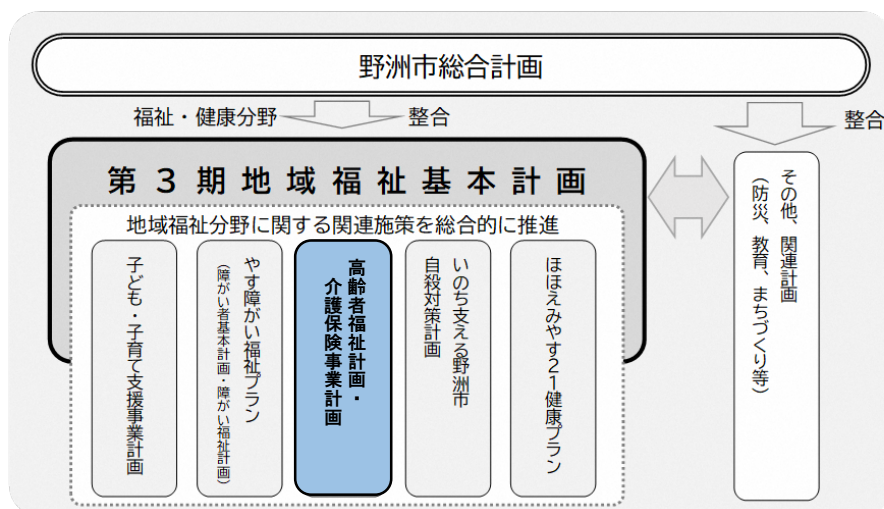 野洲市総合計画
福祉・健康分野
整合
整合
第3期地域福祉基本計画
地域福祉分野に関する関連施策を総合的に推進
子ども・子育て支援事業計画
やす障がい福祉プラン
(障がい者基本計画・障がい福祉計画)
高齢者福祉計画・
介護保険事業計画
いのち支える野洲市
自殺対策計画
ほほえみやす21健康プラン
その他、関連計画
(防災、教育、まちづくり等)